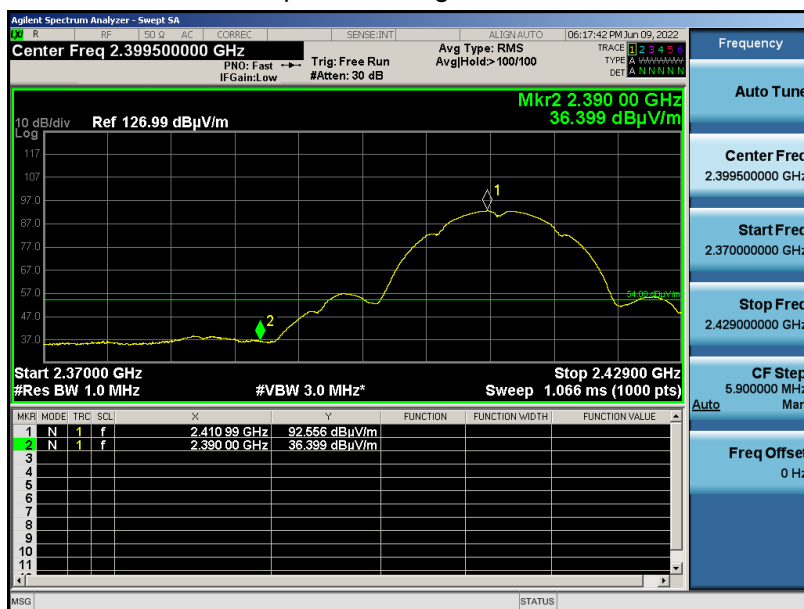 Agilent Spectrum Analyzer - Swept SA
LXI R RF 50 Ω AC CORREC SENSE:INT ALIGN AUTO 06:17:42 PM Jun 09, 2022
Center Freq 2.399500000 GHz
PNO: Fast
IFGain:Low
Trig: Free Run
#Atten: 30 dB
Avg Type: RMS
Avg|Hold:>100/100
TRACE 1 2 3 4 5 6
TYPE A
DET A N N N N N
Mkr2 2.390 00 GHz
36.399 dBµV/m
10 dB/div Ref 126.99 dBµV/m
Log
117
107
97.0
87.0
77.0
67.0
57.0
47.0
37.0
1
2
54.00 dBµV/m
Start 2.37000 GHz Stop 2.42900 GHz
#Res BW 1.0 MHz #VBW 3.0 MHz* Sweep 1.066 ms (1000 pts)
MKR MODE TRC SCL X Y FUNCTION FUNCTION WIDTH FUNCTION VALUE
1 N 1 f 2.410 99 GHz 92.556 dBµV/m
2 N 1 f 2.390 00 GHz 36.399 dBµV/m
3
4
5
6
7
8
9
10
11
MSG STATUS
Frequency
Auto Tune
Center Freq
2.399500000 GHz
Start Freq
2.370000000 GHz
Stop Freq
2.429000000 GHz
CF Step
5.900000 MHz
Auto Man
Freq Offset
0 Hz